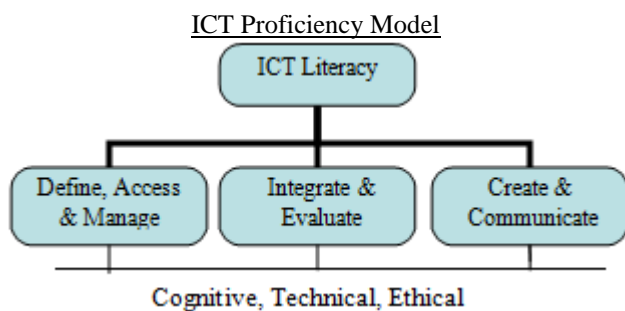 ICT Proficiency Model
ICT Literacy
Define, Access
& Manage
Integrate &
Evaluate
Create &
Communicate
Cognitive, Technical, Ethical